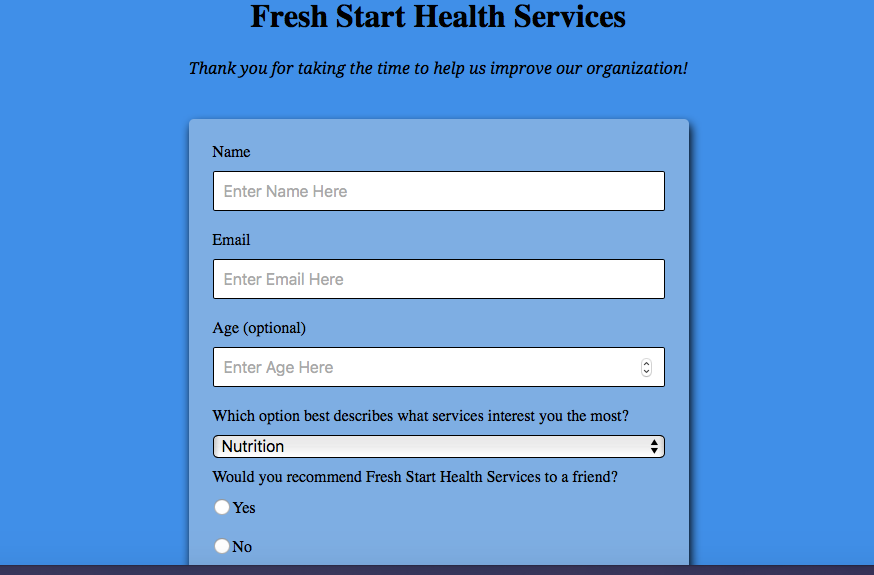 Fresh Start Health Services
Thank you for taking the time to help us improve our organization!
Name
Enter Name Here
Email
Enter Email Here
Age (optional)
Enter Age Here
Which option best describes what services interest you the most?
Nutrition
Would you recommend Fresh Start Health Services to a friend?
Yes
No